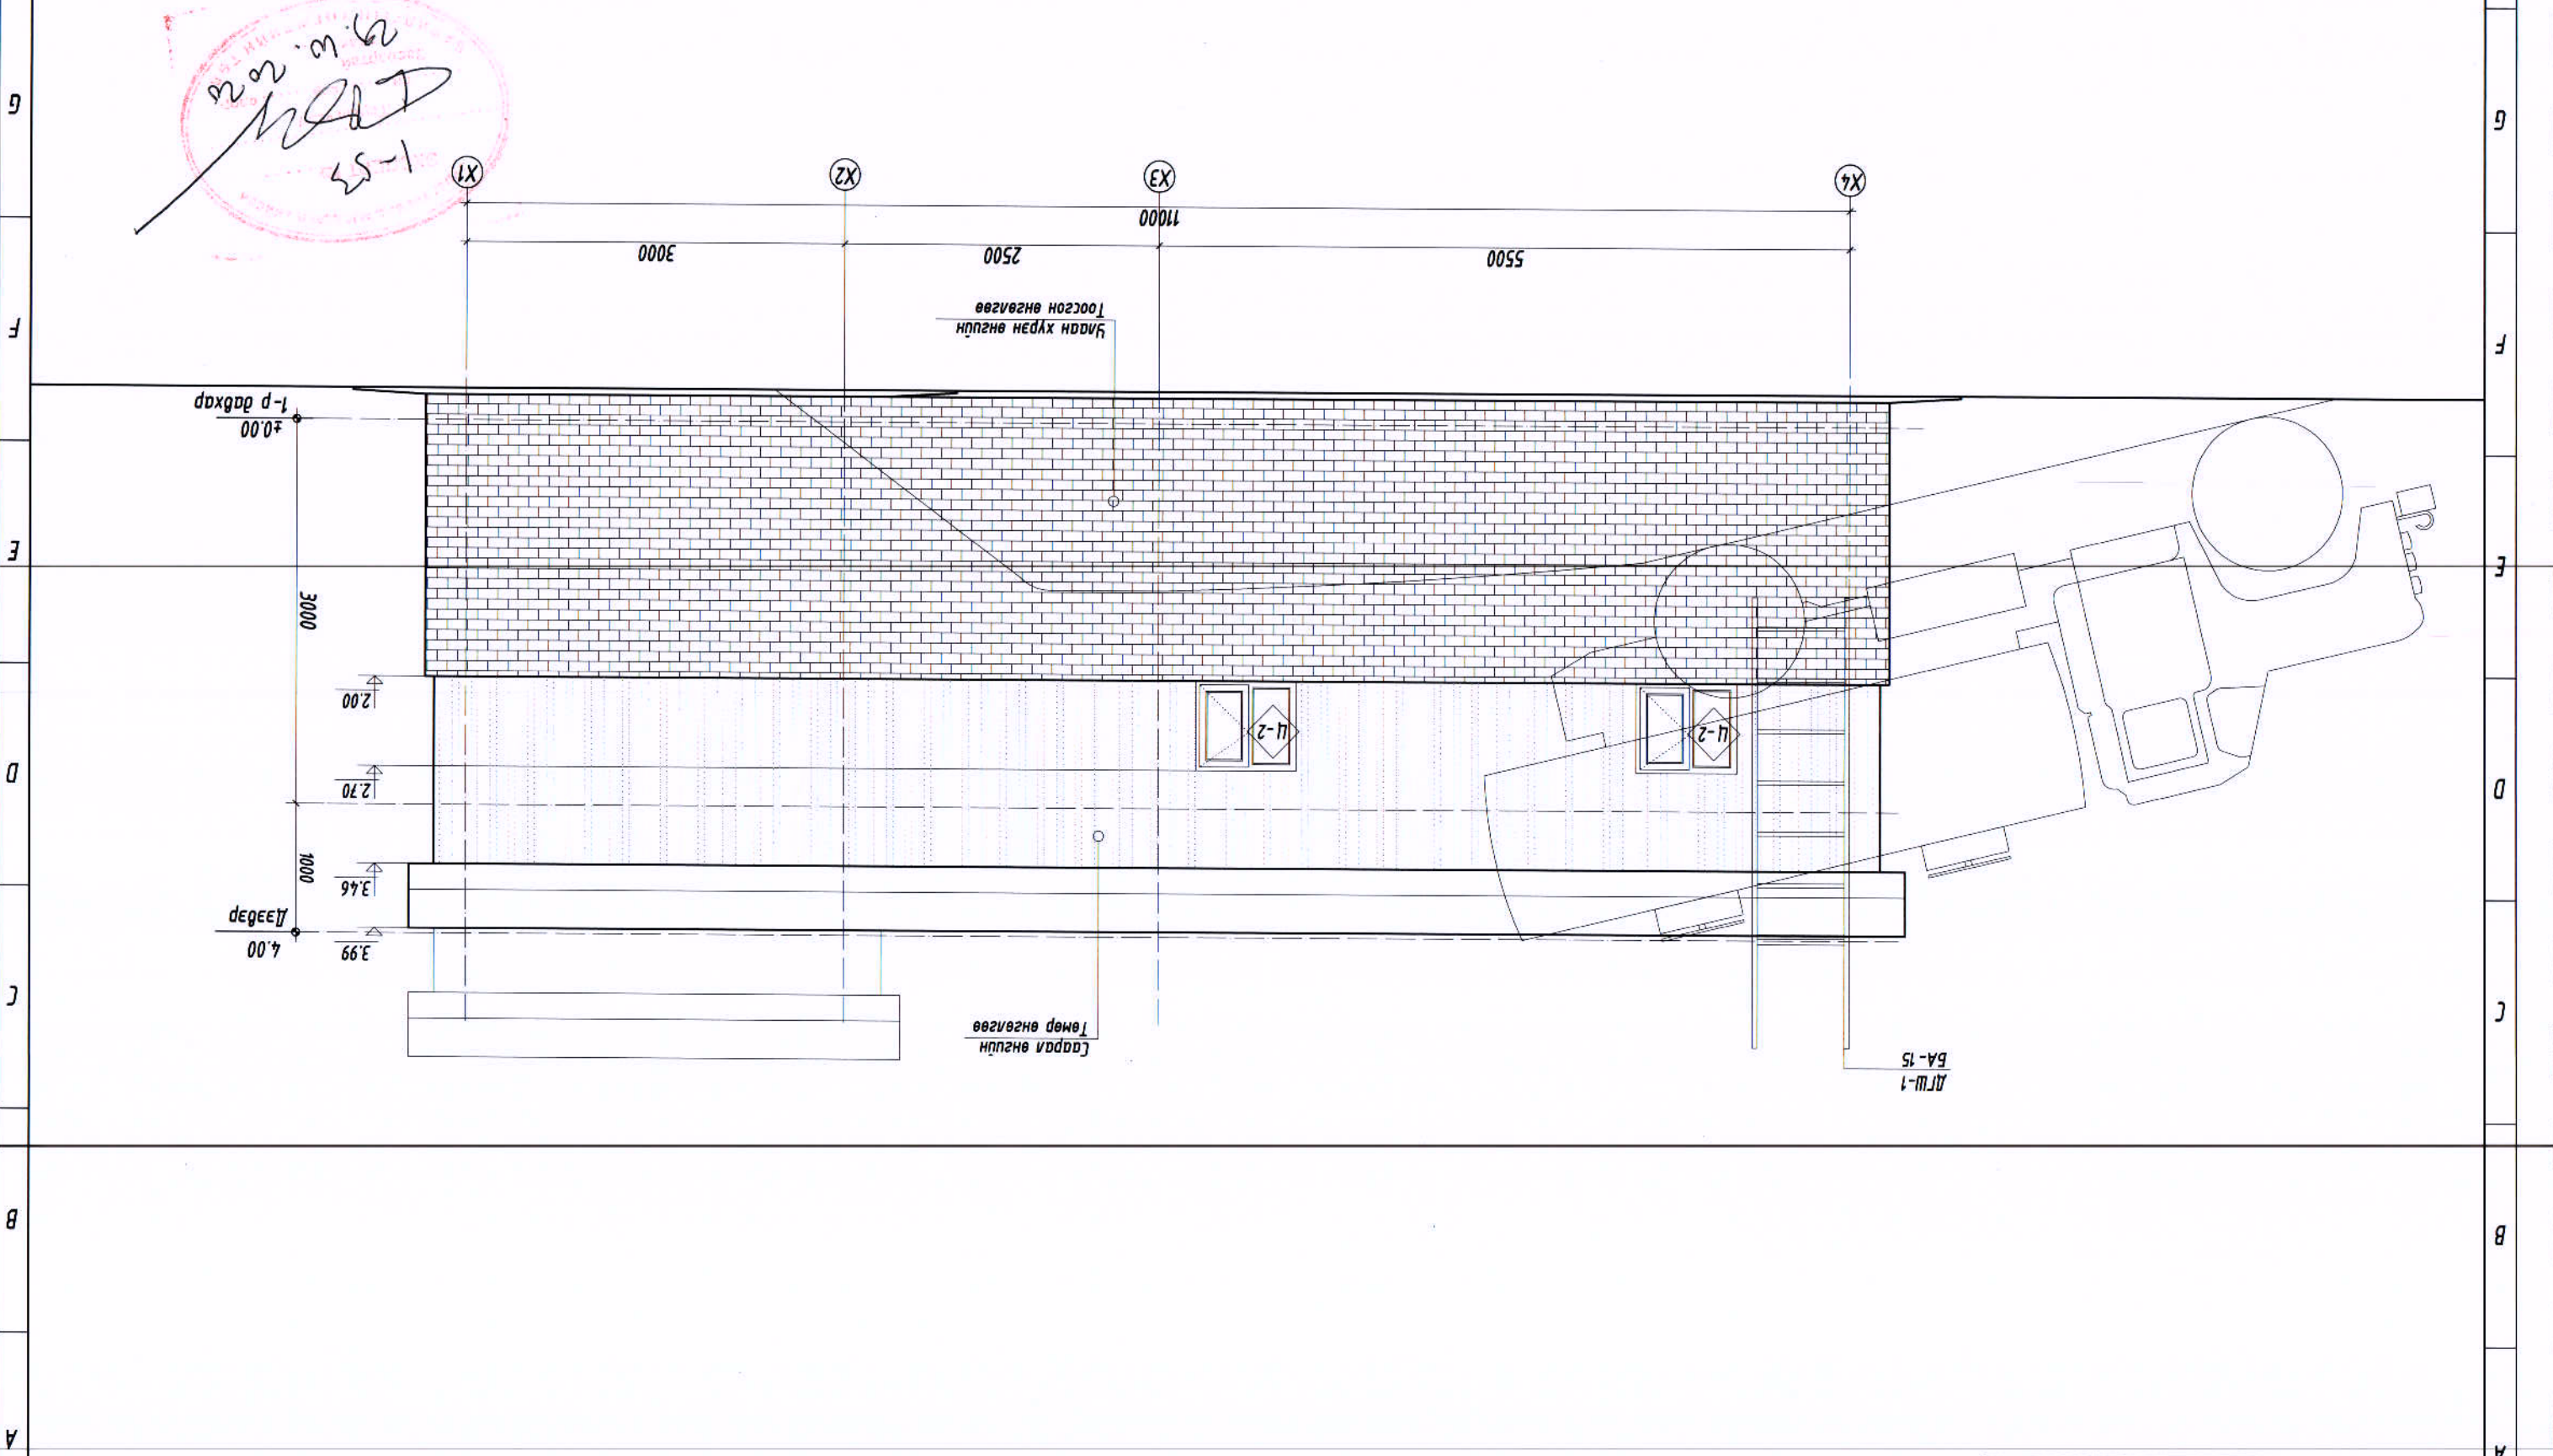 A
A
B
B
ДГШ-1
БА-15
Саарал өнгийн
Төмөр өнгөлгөө
C
C
3.99
4.00
Дээвэр
3.46
1000
D
D
2.70
Ц-2
Ц-2
2.00
3000
E
E
±0.00
1-р давхар
F
F
Улаан хүрэн өнгийн
Тоосгон өнгөлгөө
5500
2500
3000
11000
X4
X3
X2
X1
G
G